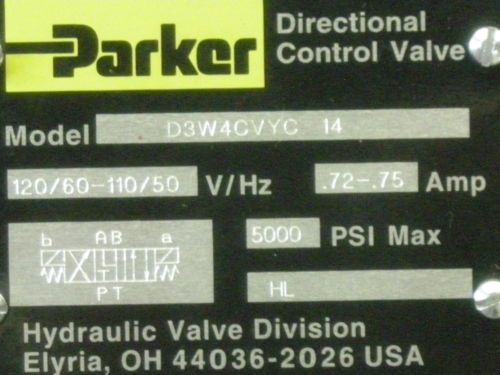 Parker
Directional
Control Valve
Model D3W4CVYC 14
120/60-110/50 V/Hz .72-.75 Amp
b AB a
5000 PSI Max
PT
HL
Hydraulic Valve Division
Elyria, OH 44036-2026 USA